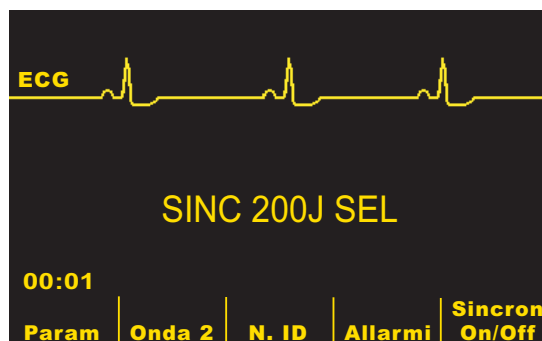 ECG
SINC 200J SEL
00:01
Param
Onda 2
N. ID
Allarmi
Sincron
On/Off